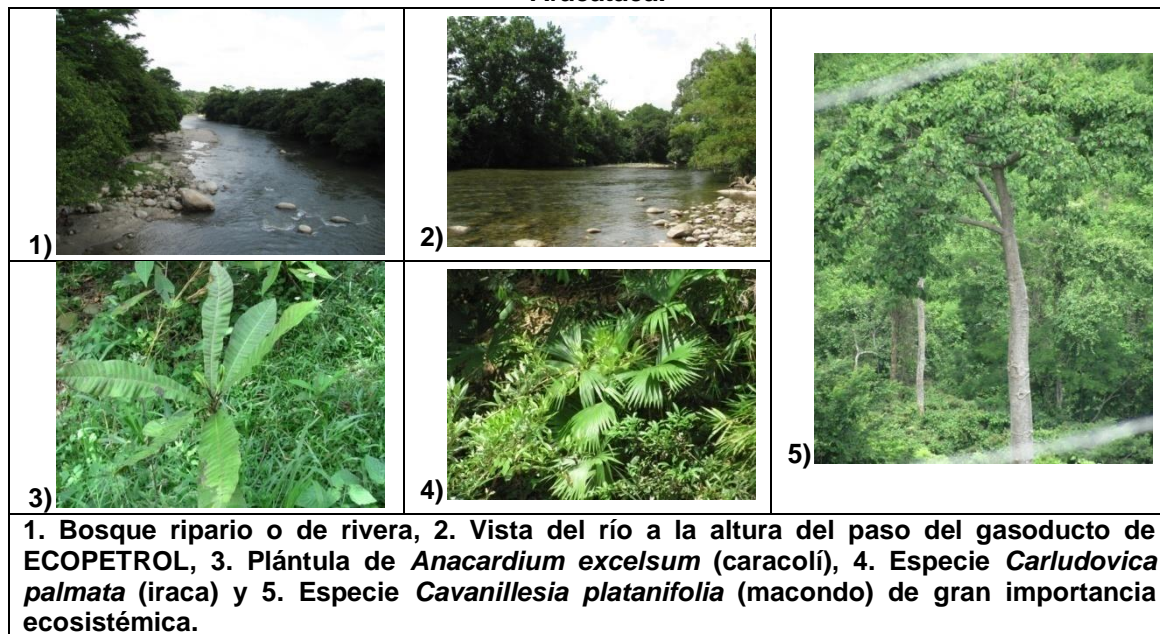 1)
2)
3)
4)
5)
1. Bosque ripario o de rivera, 2. Vista del río a la altura del paso del gasoducto de
ECOPETROL, 3. Plántula de Anacardium excelsum (caracolí), 4. Especie Carludovica
palmata (iraca) y 5. Especie Cavanillesia platanifolia (macondo) de gran importancia
ecosistémica.